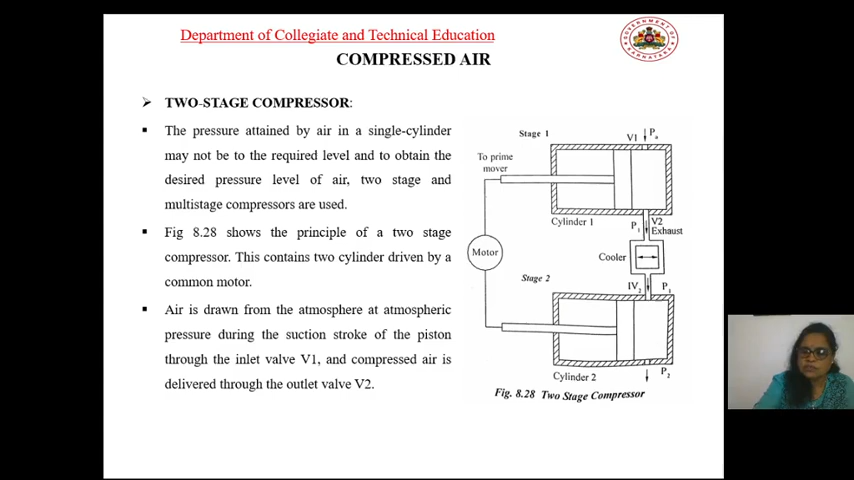 Department of Collegiate and Technical Education
COMPRESSED AIR
➢ TWO-STAGE COMPRESSOR:
▪ The pressure attained by air in a single-cylinder
may not be to the required level and to obtain the
desired pressure level of air, two stage and
multistage compressors are used.
▪ Fig 8.28 shows the principle of a two stage
compressor. This contains two cylinder driven by a
common motor.
▪ Air is drawn from the atmosphere at atmospheric
pressure during the suction stroke of the piston
through the inlet valve V1, and compressed air is
delivered through the outlet valve V2.
Stage 1
V1 Pa
To prime
mover
Cylinder 1
P1 V2
Exhaust
Cooler
Motor
Stage 2
IV2 P1
Cylinder 2
P2
Fig. 8.28 Two Stage Compressor